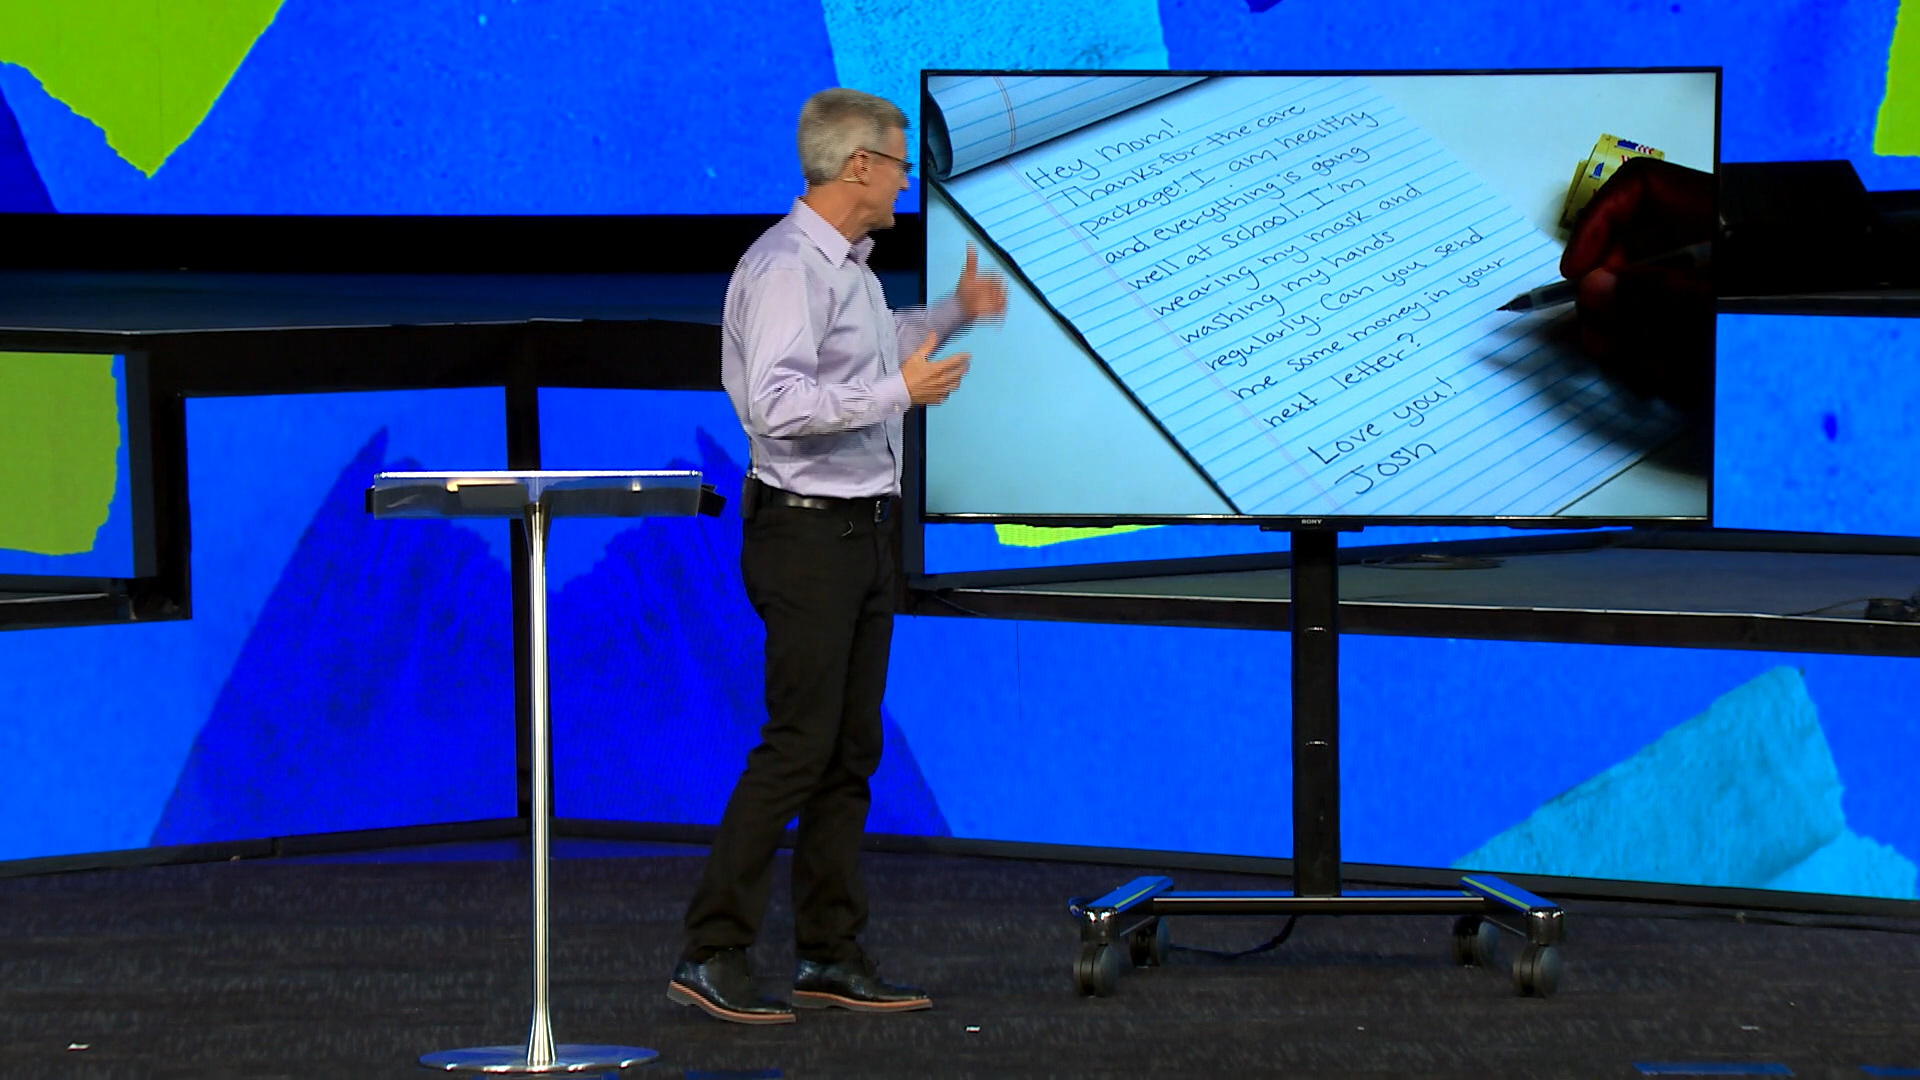 Hey Mom!
Thanks for the care
package! I am healthy
and everything is going
well at school. I'm
wearing my mask and
washing my hands
regularly. Can you send
me some money in your
next letter?
Love you!
Josh
SONY